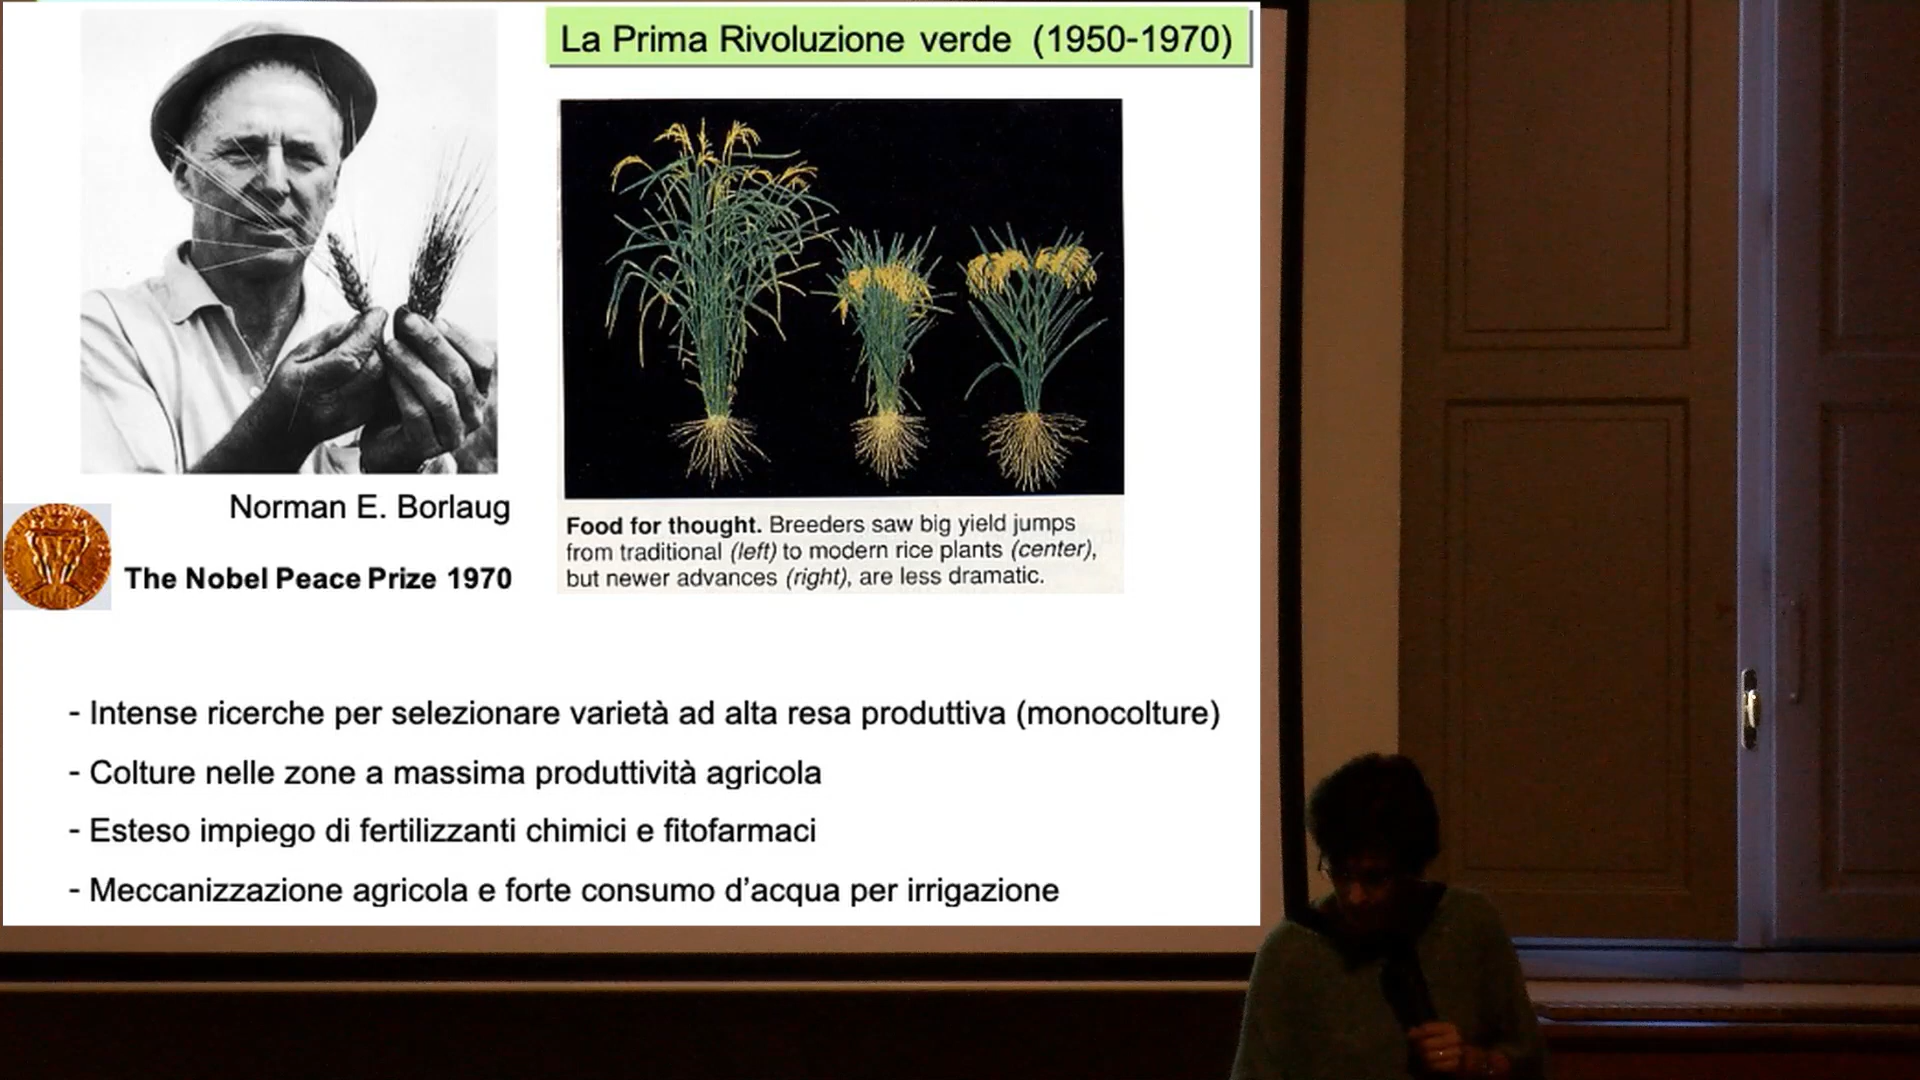 La Prima Rivoluzione verde (1950-1970)
Norman E. Borlaug
The Nobel Peace Prize 1970
Food for thought. Breeders saw big yield jumps
from traditional (left) to modern rice plants (center),
but newer advances (right), are less dramatic.
- Intense ricerche per selezionare varietà ad alta resa produttiva (monocolture)
- Colture nelle zone a massima produttività agricola
- Esteso impiego di fertilizzanti chimici e fitofarmaci
- Meccanizzazione agricola e forte consumo d’acqua per irrigazione